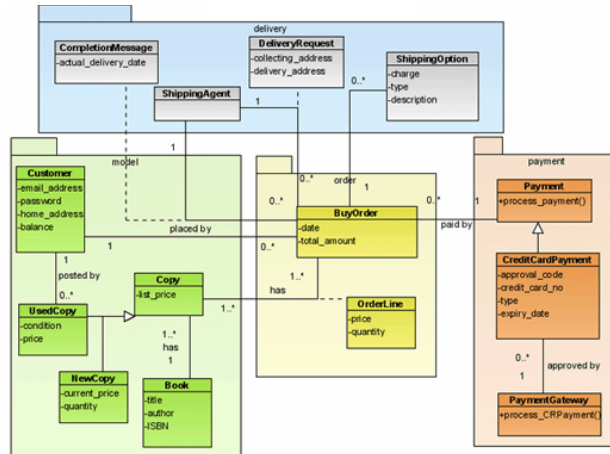 delivery
CompletionMessage
-actual_delivery_date
DeliveryRequest
-collecting_address
-delivery_address
ShippingOption
-charge
-type
-description
ShippingAgent
1
0..*
1
model
order
payment
Customer
-email_address
-password
-home_address
-balance
0..*
1
0..*
BuyOrder
-date
-total_amount
0..*
paid by
1
Payment
+process_payment()
placed by
1
0..*
1
posted by
0..*
CreditCardPayment
-approval_code
-credit_card_no
-type
-expiry_date
Copy
-list_price
1..*
has
1..*
UsedCopy
-condition
-price
OrderLine
-price
-quantity
1..*
has
1
0..*
approved by
1
NewCopy
-current_price
-quantity
Book
-title
-author
-ISBN
PaymentGateway
+process_CRPayment()